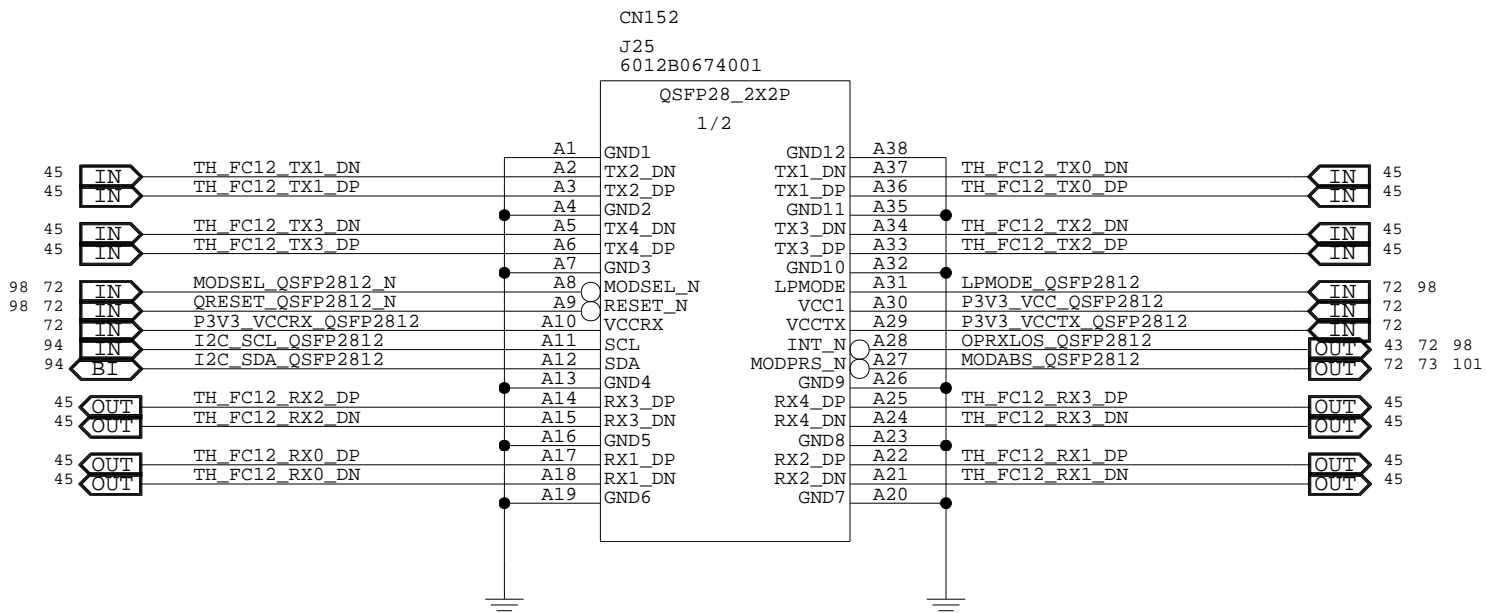 CN152
J25
6012B0674001
QSFP28_2X2P
1/2
A1 GND1 GND12 A38
45 IN TH_FC12_TX1_DN A2 TX2_DN TX1_DN A37 TH_FC12_TX0_DN IN 45
45 IN TH_FC12_TX1_DP A3 TX2_DP TX1_DP A36 TH_FC12_TX0_DP IN 45
A4 GND2 GND11 A35
45 IN TH_FC12_TX3_DN A5 TX4_DN TX3_DN A34 TH_FC12_TX2_DN IN 45
45 IN TH_FC12_TX3_DP A6 TX4_DP TX3_DP A33 TH_FC12_TX2_DP IN 45
A7 GND3 GND10 A32
98 72 IN MODSEL_QSFP2812_N A8 MODSEL_N LPMODE A31 LPMODE_QSFP2812 IN 72 98
98 72 IN QRESET_QSFP2812_N A9 RESET_N VCC1 A30 P3V3_VCC_QSFP2812 IN 72
72 IN P3V3_VCCRX_QSFP2812 A10 VCCRX VCCTX A29 P3V3_VCCTX_QSFP2812 IN 72
94 IN I2C_SCL_QSFP2812 A11 SCL INT_N A28 OPRXLOS_QSFP2812 OUT 43 72 98
94 BI I2C_SDA_QSFP2812 A12 SDA MODPRS_N A27 MODABS_QSFP2812 OUT 72 73 101
A13 GND4 GND9 A26
45 OUT TH_FC12_RX2_DP A14 RX3_DP RX4_DP A25 TH_FC12_RX3_DP OUT 45
45 OUT TH_FC12_RX2_DN A15 RX3_DN RX4_DN A24 TH_FC12_RX3_DN OUT 45
A16 GND5 GND8 A23
45 OUT TH_FC12_RX0_DP A17 RX1_DP RX2_DP A22 TH_FC12_RX1_DP OUT 45
45 OUT TH_FC12_RX0_DN A18 RX1_DN RX2_DN A21 TH_FC12_RX1_DN OUT 45
A19 GND6 GND7 A20